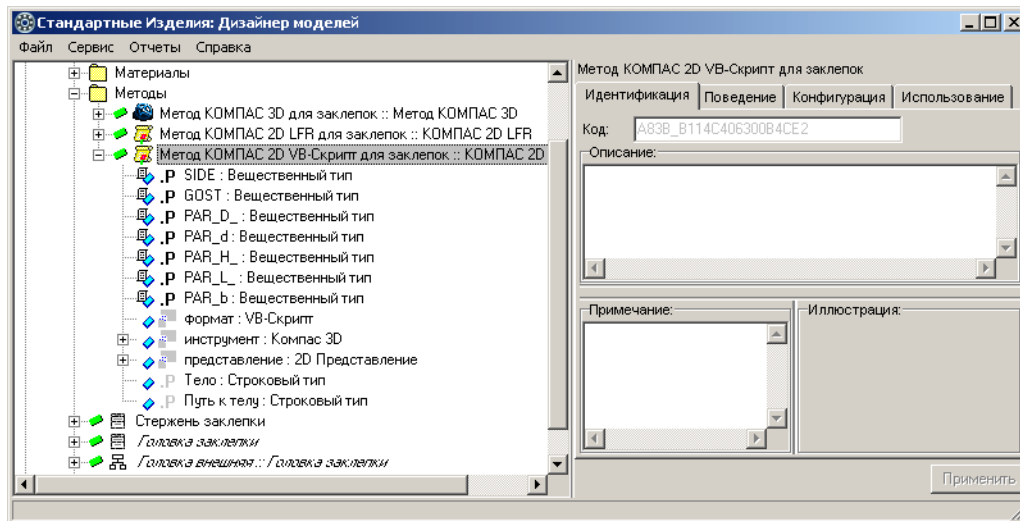 Стандартные Изделия: Дизайнер моделей
Файл Сервис Отчеты Справка
Материалы
Методы
Метод КОМПАС 3D для заклепок :: Метод КОМПАС 3D
Метод КОМПАС 2D LFR для заклепок :: КОМПАС 2D LFR
Метод КОМПАС 2D VB-Скрипт для заклепок :: КОМПАС 2D
.P SIDE : Вещественный тип
.P GOST : Вещественный тип
.P PAR_D_ : Вещественный тип
.P PAR_d : Вещественный тип
.P PAR_H_ : Вещественный тип
.P PAR_L_ : Вещественный тип
.P PAR_b : Вещественный тип
формат : VB-Скрипт
инструмент : Компас 3D
представление : 2D Представление
.P Тело : Строковый тип
.P Путь к телу : Строковый тип
Стержень заклепки
Головка заклепки
Головка внешняя :: Головка заклепки
Метод КОМПАС 2D VB-Скрипт для заклепок
Идентификация Поведение Конфигурация Использование
Код: A83B_B114C406300B4CE2
Описание:
Примечание:
Иллюстрация:
Применить